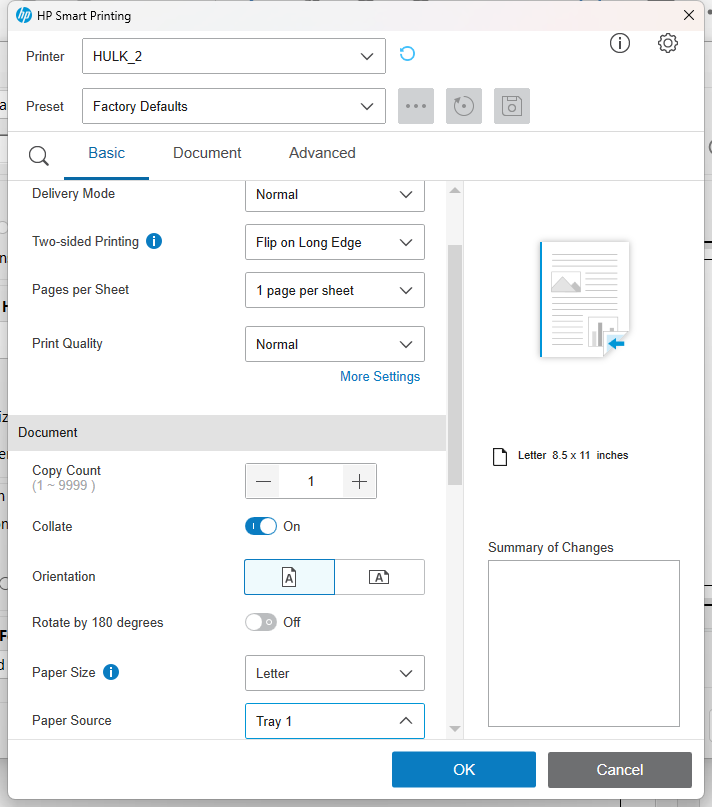 hp HP Smart Printing
Printer HULK_2
Preset Factory Defaults
Basic Document Advanced
Delivery Mode Normal
Two-sided Printing i Flip on Long Edge
Pages per Sheet 1 page per sheet
Print Quality Normal
More Settings
Document
Copy Count
(1 ~ 9999 )
1
Collate On
Orientation A A
Rotate by 180 degrees Off
Paper Size i Letter
Paper Source Tray 1
Letter 8.5 x 11 inches
Summary of Changes
OK Cancel